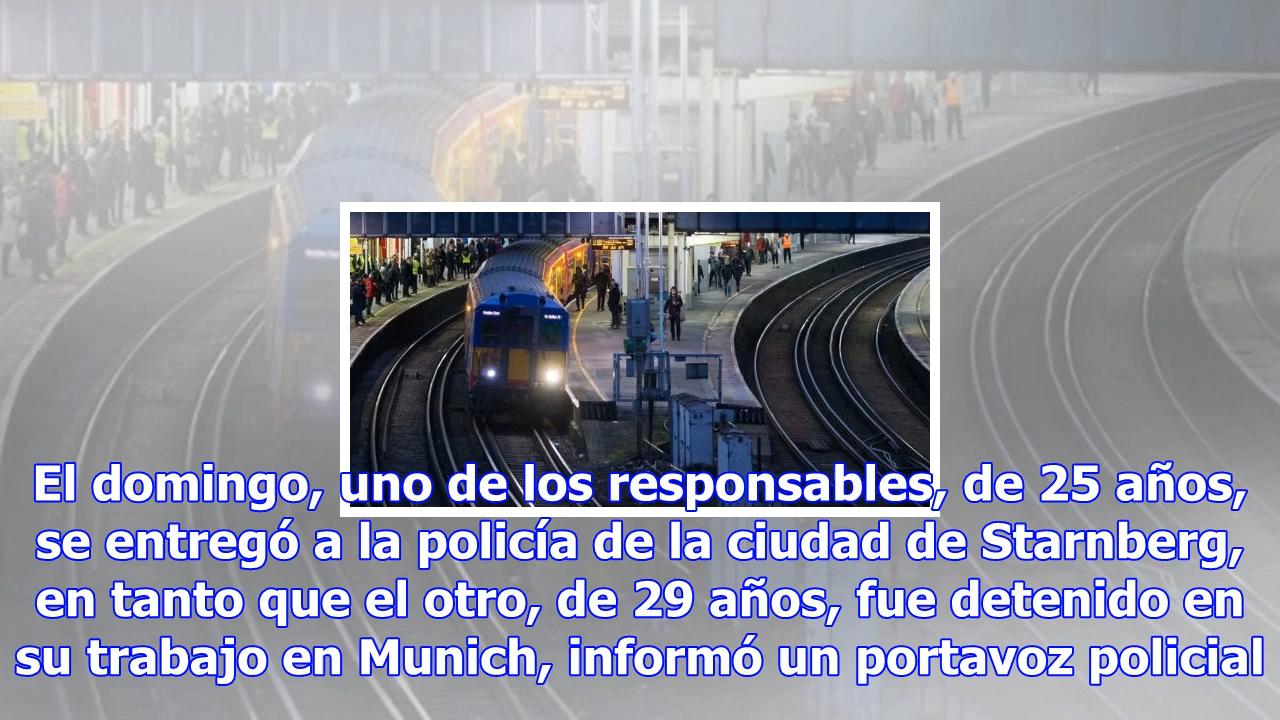 El domingo, uno de los responsables, de 25 años,
se entregó a la policía de la ciudad de Starnberg,
en tanto que el otro, de 29 años, fue detenido en
su trabajo en Munich, informó un portavoz policial